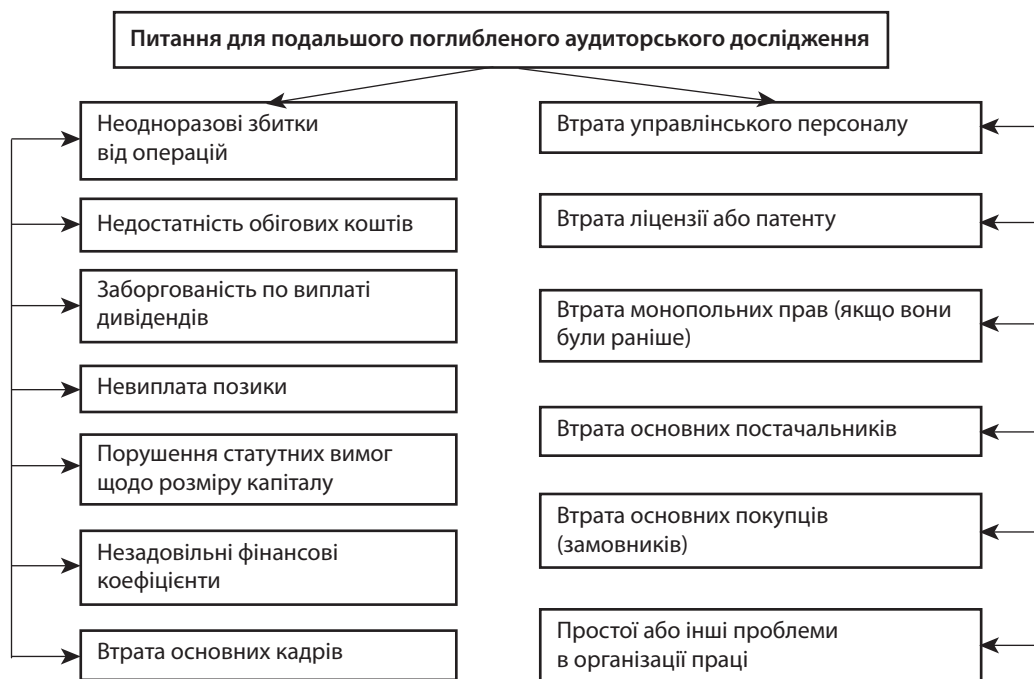 Питання для подальшого поглибленого аудиторського дослідження
Неодноразові збитки
від операцій
Недостатність обігових коштів
Заборгованість по виплаті
дивідендів
Невиплата позики
Порушення статутних вимог
щодо розміру капіталу
Незадовільні фінансові
коефіцієнти
Втрата основних кадрів
Втрата управлінського персоналу
Втрата ліцензії або патенту
Втрата монопольних прав (якщо вони
були раніше)
Втрата основних постачальників
Втрата основних покупців
(замовників)
Простої або інші проблеми
в організації праці